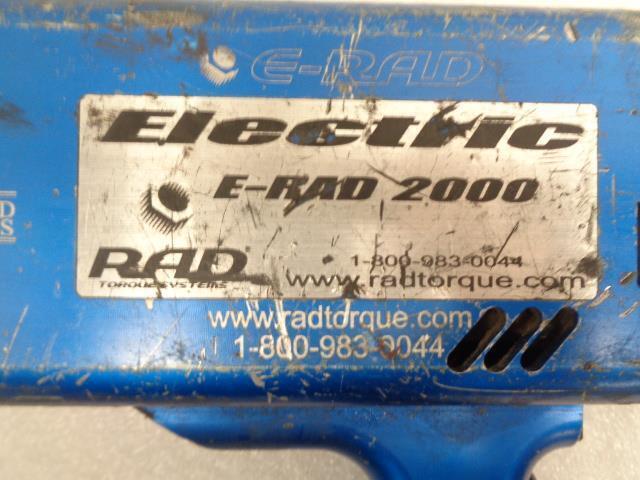 E-RAD
Electric
E-RAD 2000
RAD
TORQUE SYSTEMS
1-800-983-0044
www.radtorque.com
www.radtorque.com
1-800-983-0044